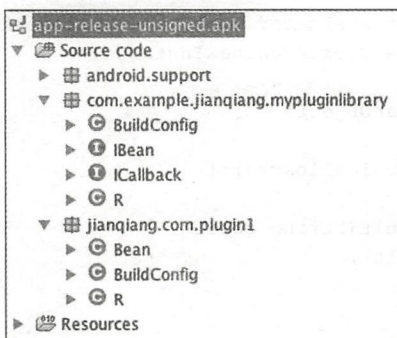 app-release-unsigned.apk
Source code
android.support
com.example.jianqiang.mypluginlibrary
BuildConfig
IBean
ICallback
R
jianqiang.com.plugin1
Bean
BuildConfig
R
Resources